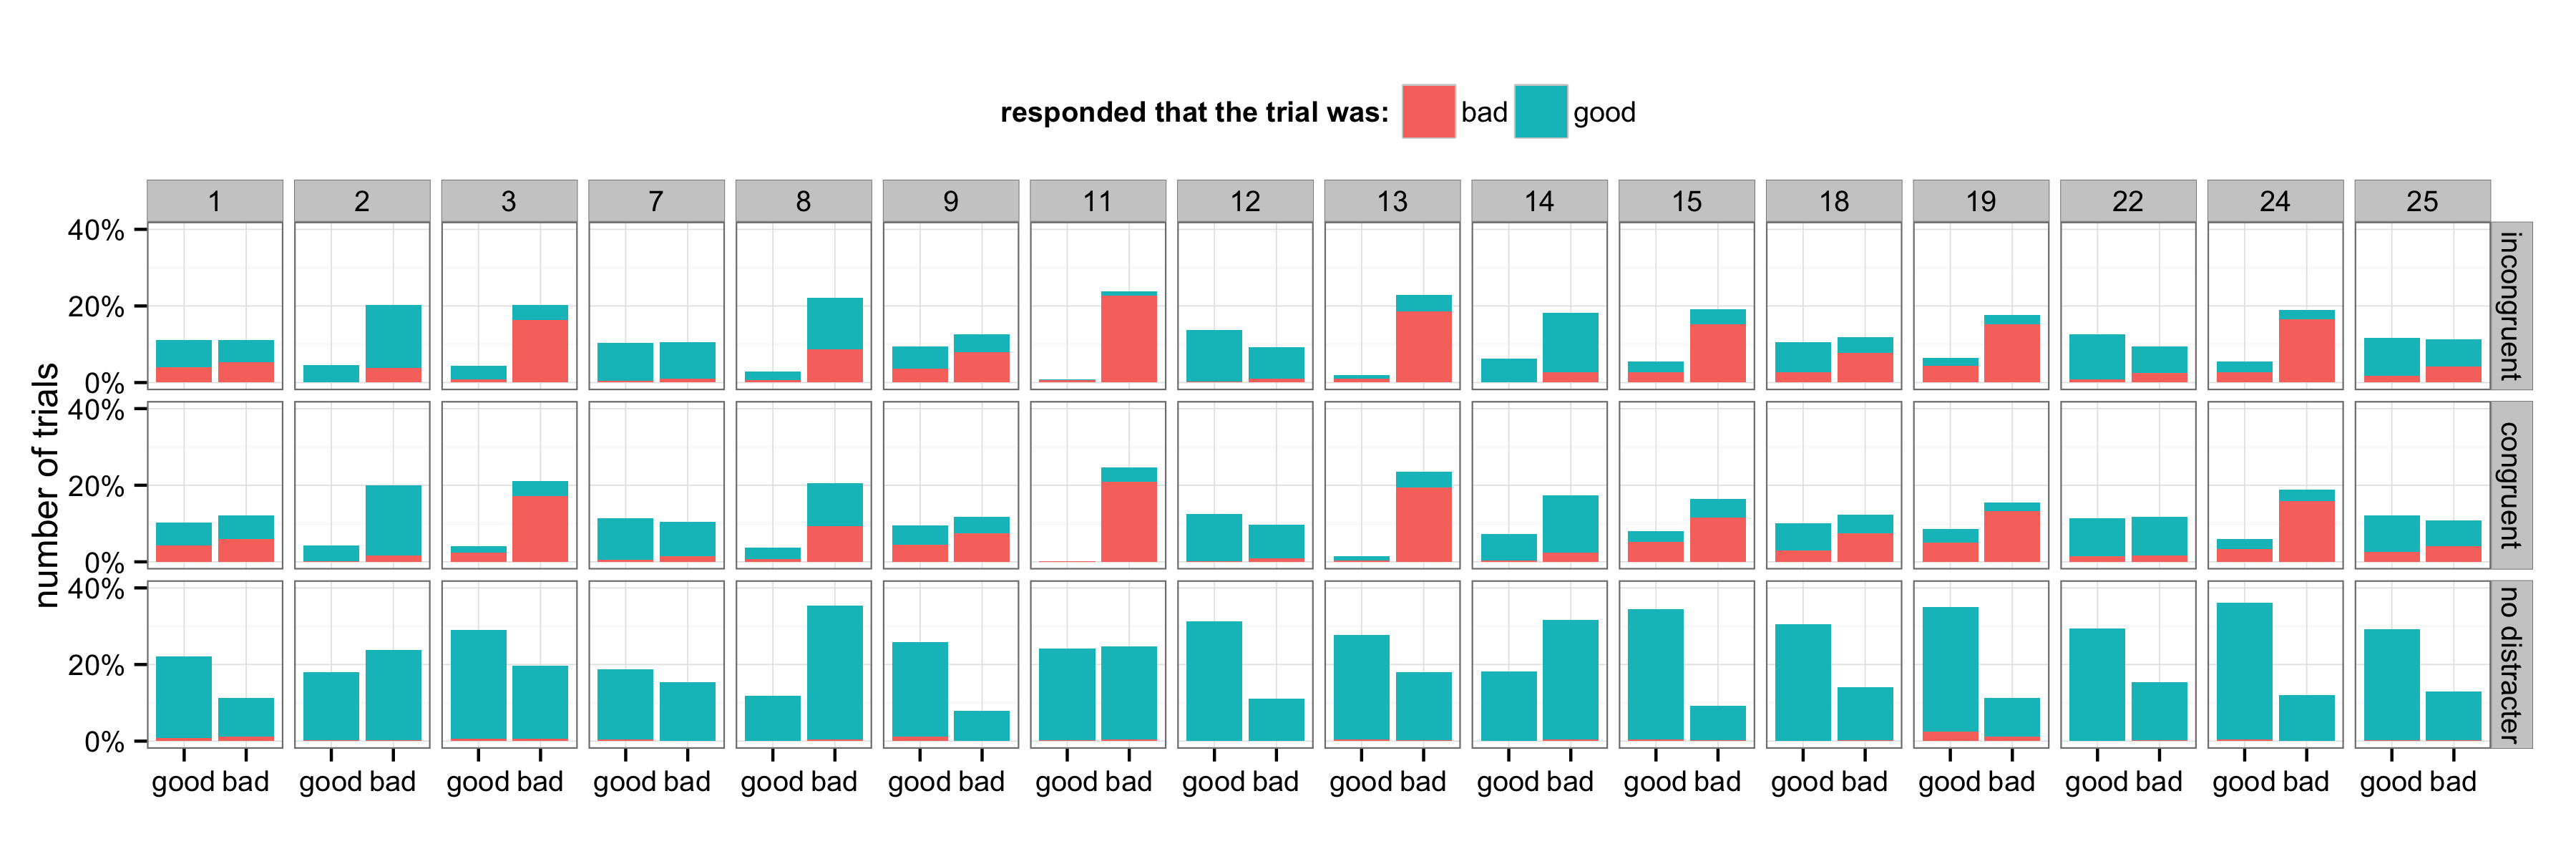 responded that the trial was: bad good
1 2 3 7 8 9 11 12 13 14 15 18 19 22 24 25
number of trials
40%
20%
0%
incongruent
40%
20%
0%
congruent
40%
20%
0%
no distracter
good bad good bad good bad good bad good bad good bad good bad good bad good bad good bad good bad good bad good bad good bad good bad good bad